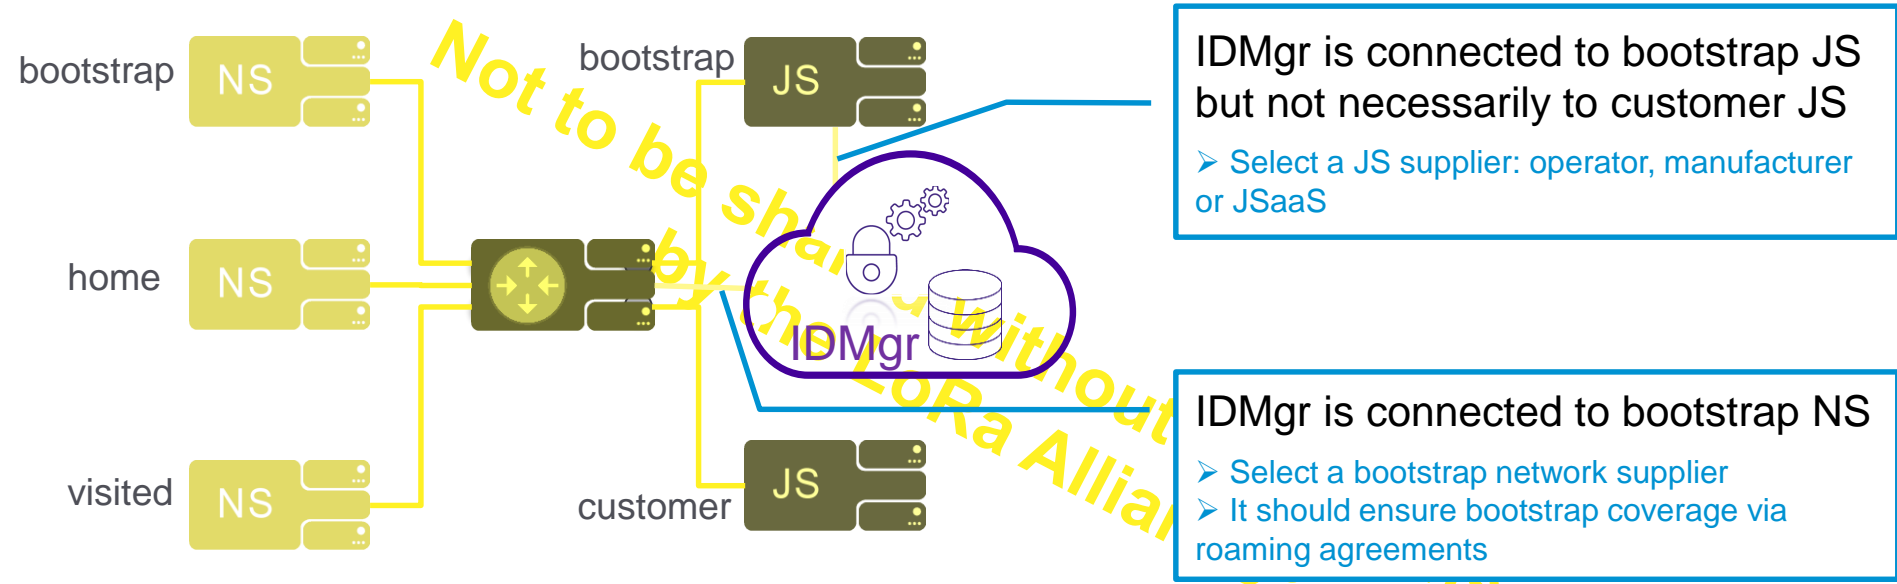 bootstrap
NS
bootstrap
JS
home
NS
visited
NS
customer
JS
IDMgr
IDMgr is connected to bootstrap JS
but not necessarily to customer JS
➢ Select a JS supplier: operator, manufacturer
or JSaaS
IDMgr is connected to bootstrap NS
➢ Select a bootstrap network supplier
➢ It should ensure bootstrap coverage via
roaming agreements
Not to be shared without
by the LoRa Allia